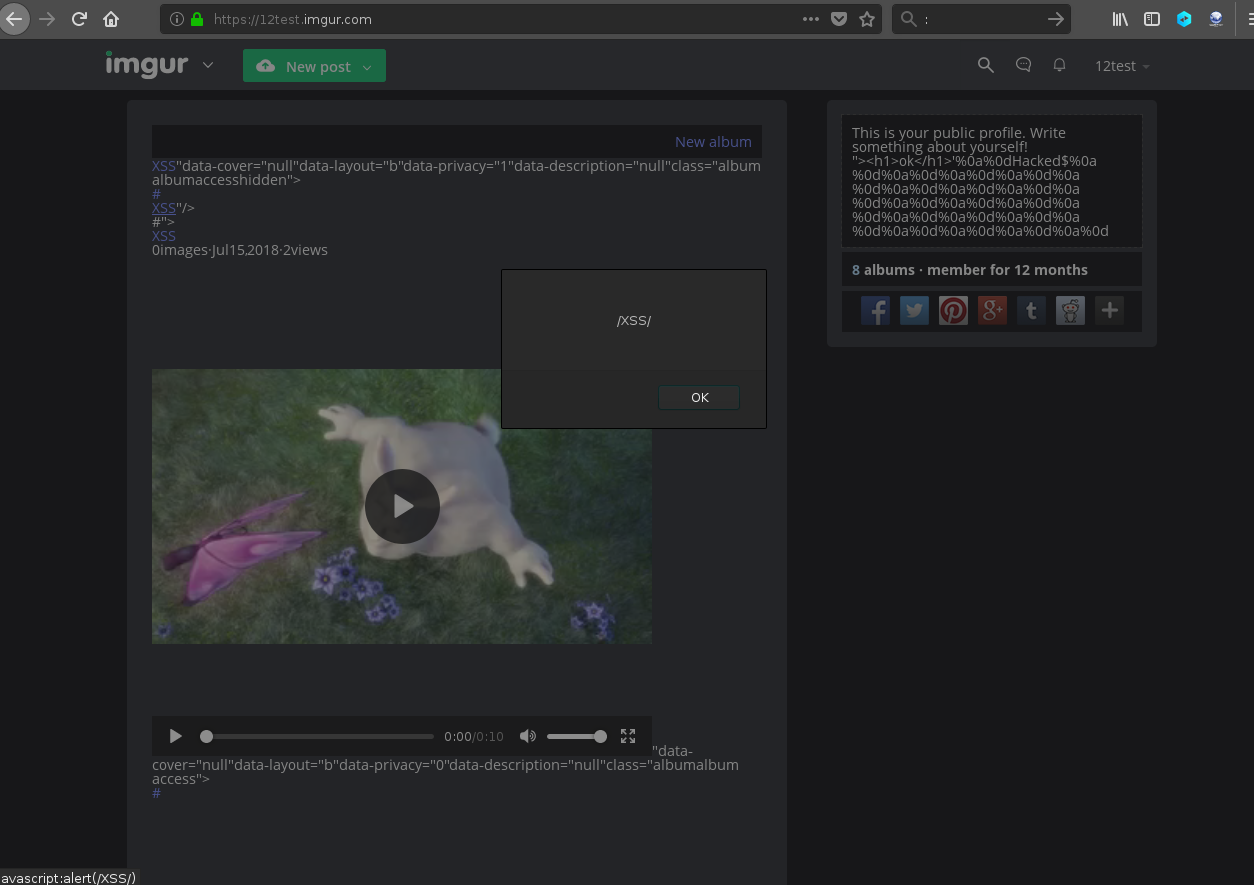 https://12test.imgur.com
:
imgur
New post
12test
New album
XSS"data-cover="null"data-layout="b"data-privacy="1"data-description="null"class="album
albumaccesshidden">
#
XSS"/>
#">
XSS
0images·Jul15,2018·2views
/XSS/
OK
0:00/0:10
"data-
cover="null"data-layout="b"data-privacy="0"data-description="null"class="albumalbum
access">
#
This is your public profile. Write
something about yourself!
"><h1>ok</h1>'%0a%0dHacked$%0a
%0d%0a%0d%0a%0d%0a%0d%0a
%0d%0a%0d%0a%0d%0a%0d%0a
%0d%0a%0d%0a%0d%0a%0d%0a
%0d%0a%0d%0a%0d%0a%0d%0a
%0d%0a%0d%0a%0d%0a%0d%0a%0d
8 albums · member for 12 months
avascript:alert(/XSS/)